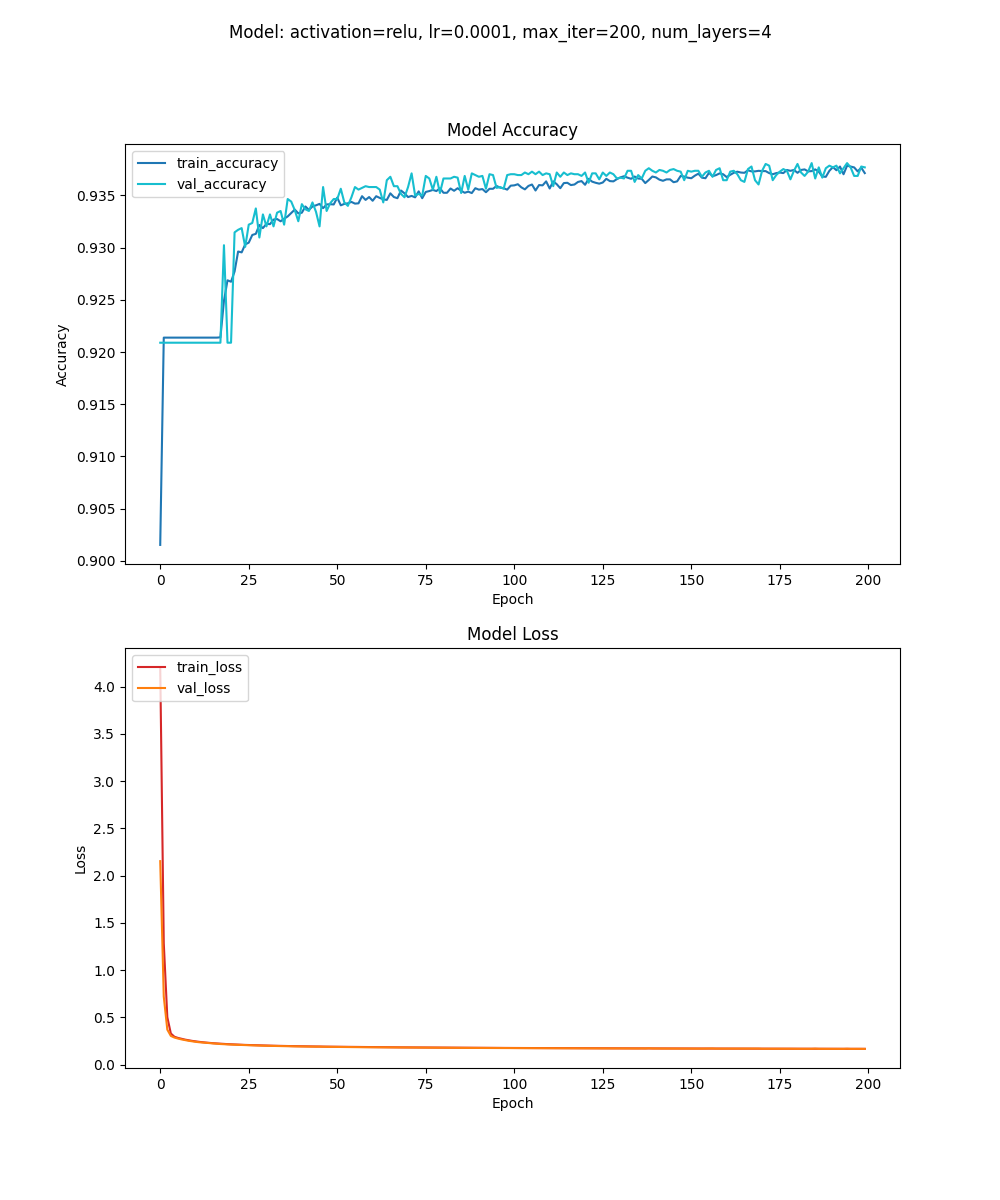 Model: activation=relu, lr=0.0001, max_iter=200, num_layers=4
Model Accuracy
train_accuracy
val_accuracy
0.935
0.930
0.925
0.920
0.915
0.910
0.905
0.900
Accuracy
0 25 50 75 100 125 150 175 200
Epoch
Model Loss
train_loss
val_loss
4.0
3.5
3.0
2.5
2.0
1.5
1.0
0.5
0.0
Loss
0 25 50 75 100 125 150 175 200
Epoch